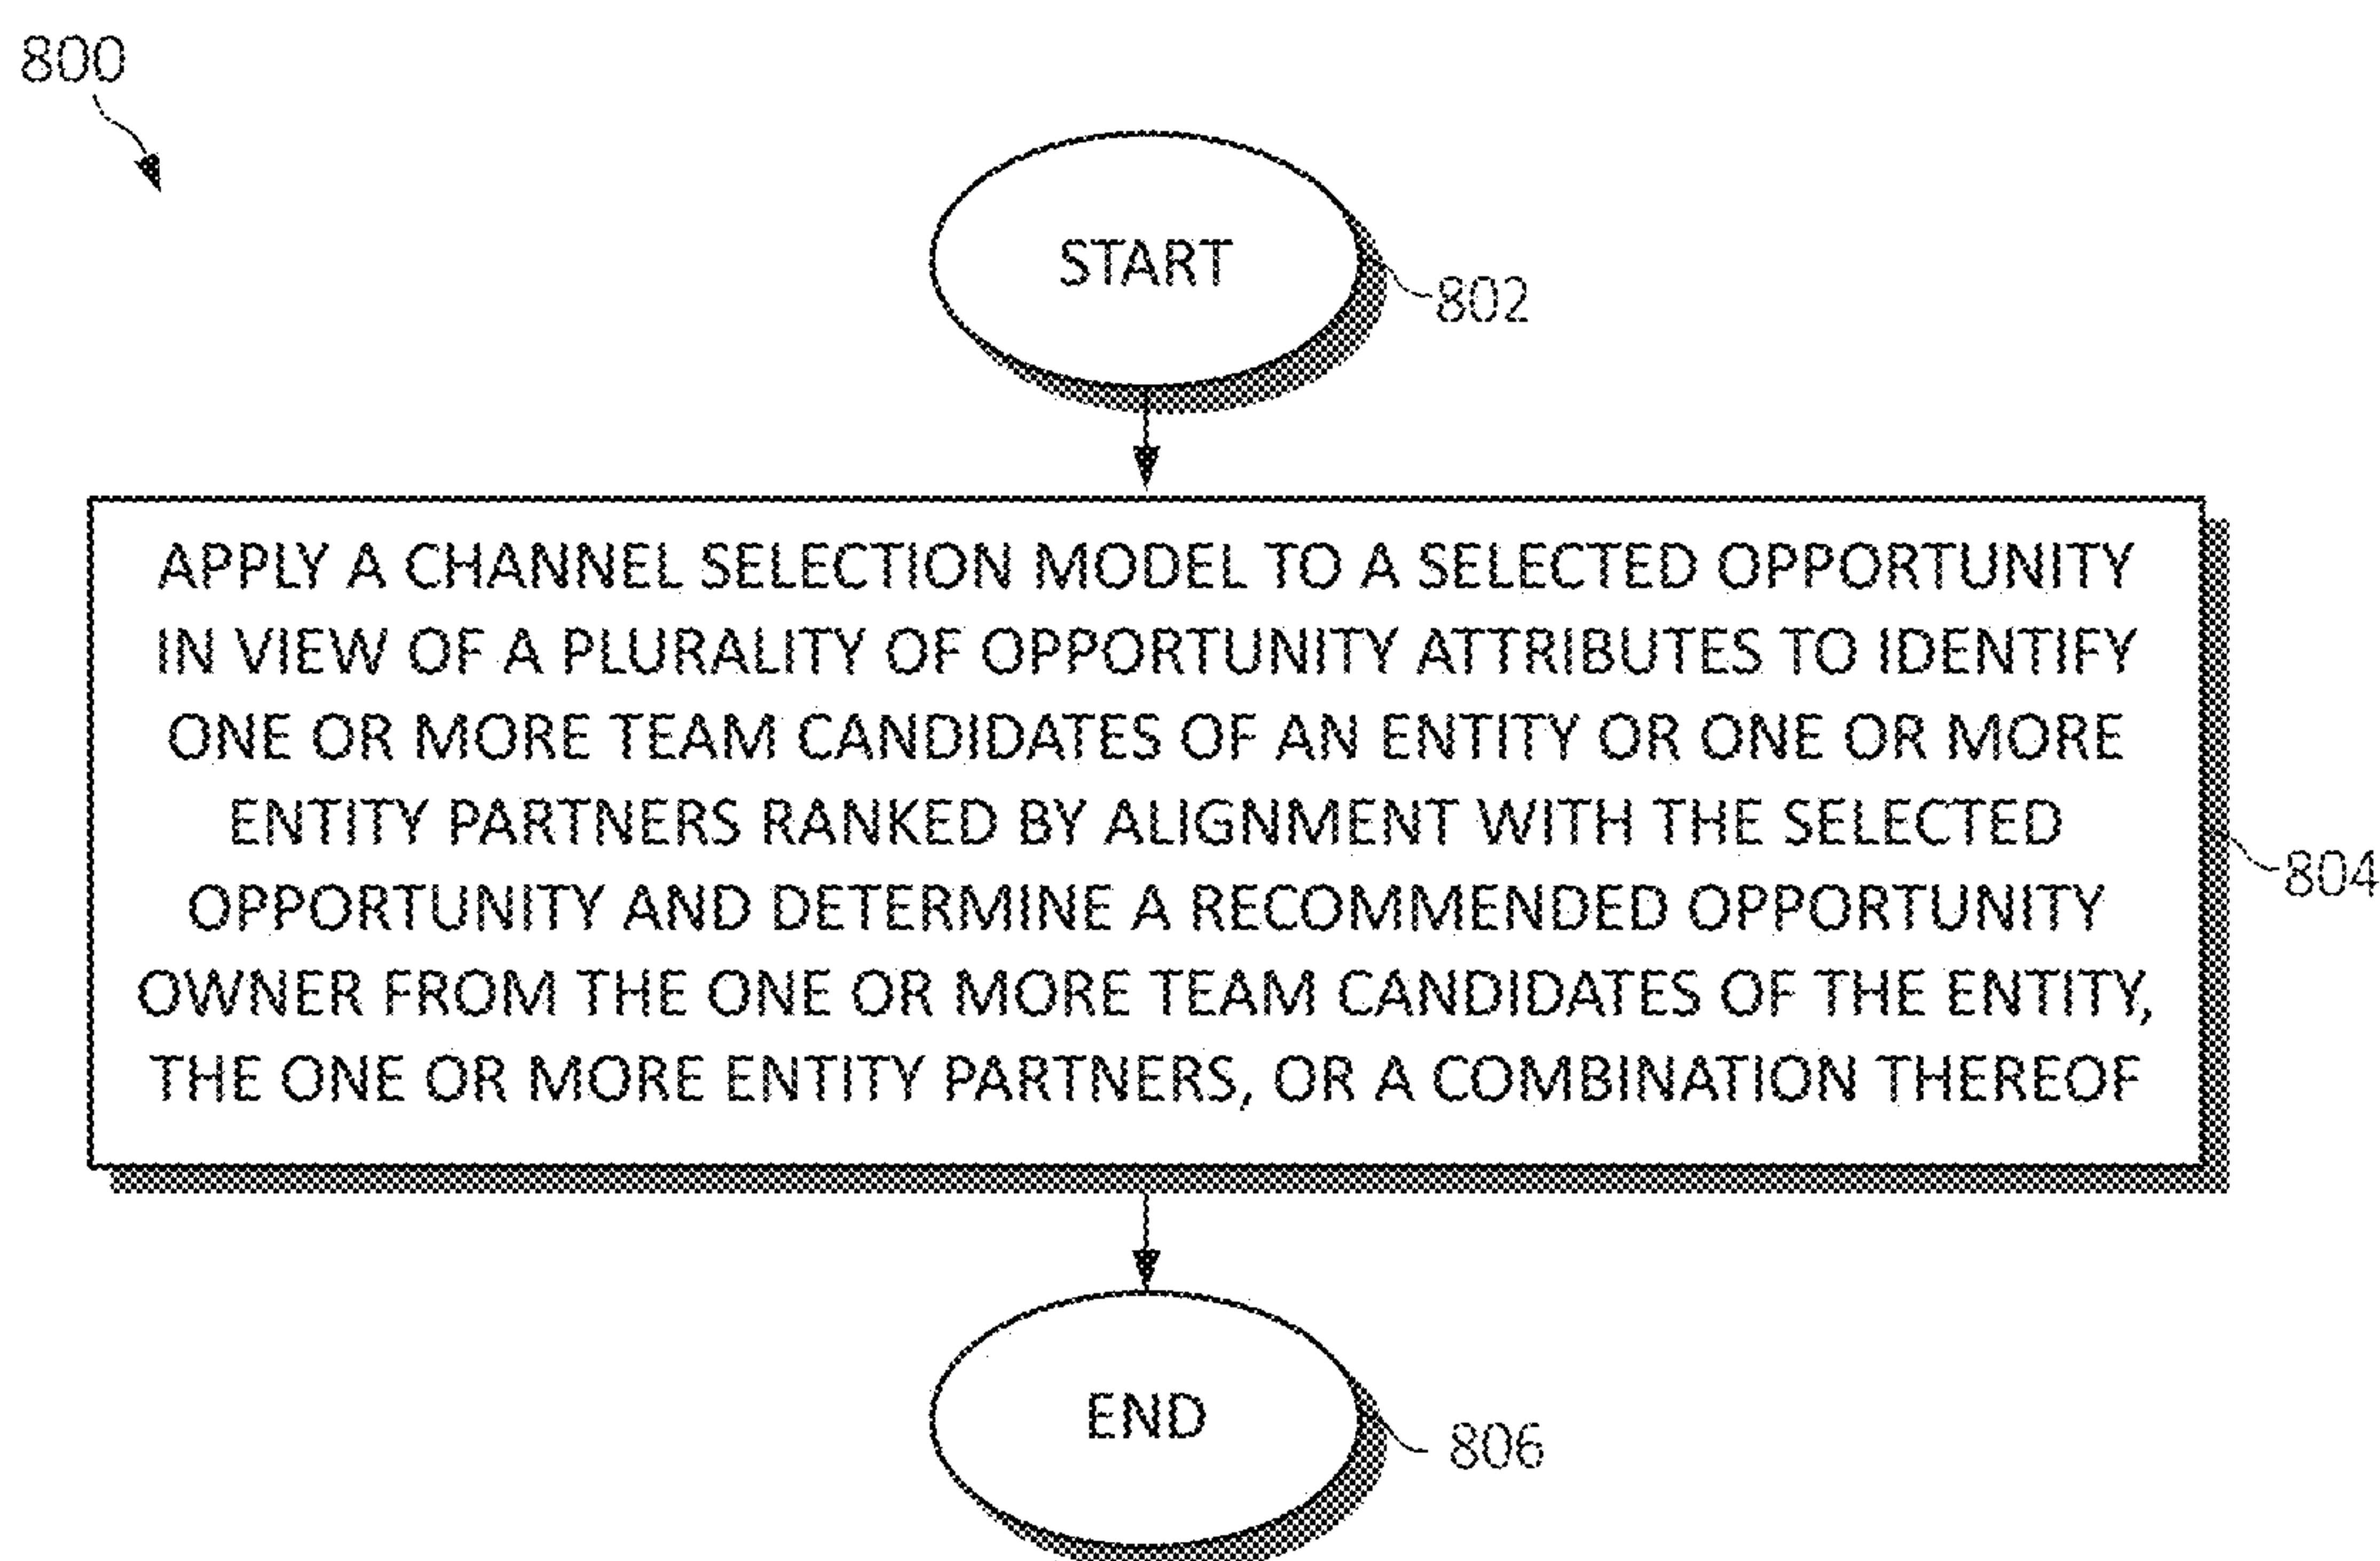 800
START
802
APPLY A CHANNEL SELECTION MODEL TO A SELECTED OPPORTUNITY
IN VIEW OF A PLURALITY OF OPPORTUNITY ATTRIBUTES TO IDENTIFY
ONE OR MORE TEAM CANDIDATES OF AN ENTITY OR ONE OR MORE
ENTITY PARTNERS RANKED BY ALIGNMENT WITH THE SELECTED
OPPORTUNITY AND DETERMINE A RECOMMENDED OPPORTUNITY
OWNER FROM THE ONE OR MORE TEAM CANDIDATES OF THE ENTITY,
THE ONE OR MORE ENTITY PARTNERS, OR A COMBINATION THEREOF
804
END
806